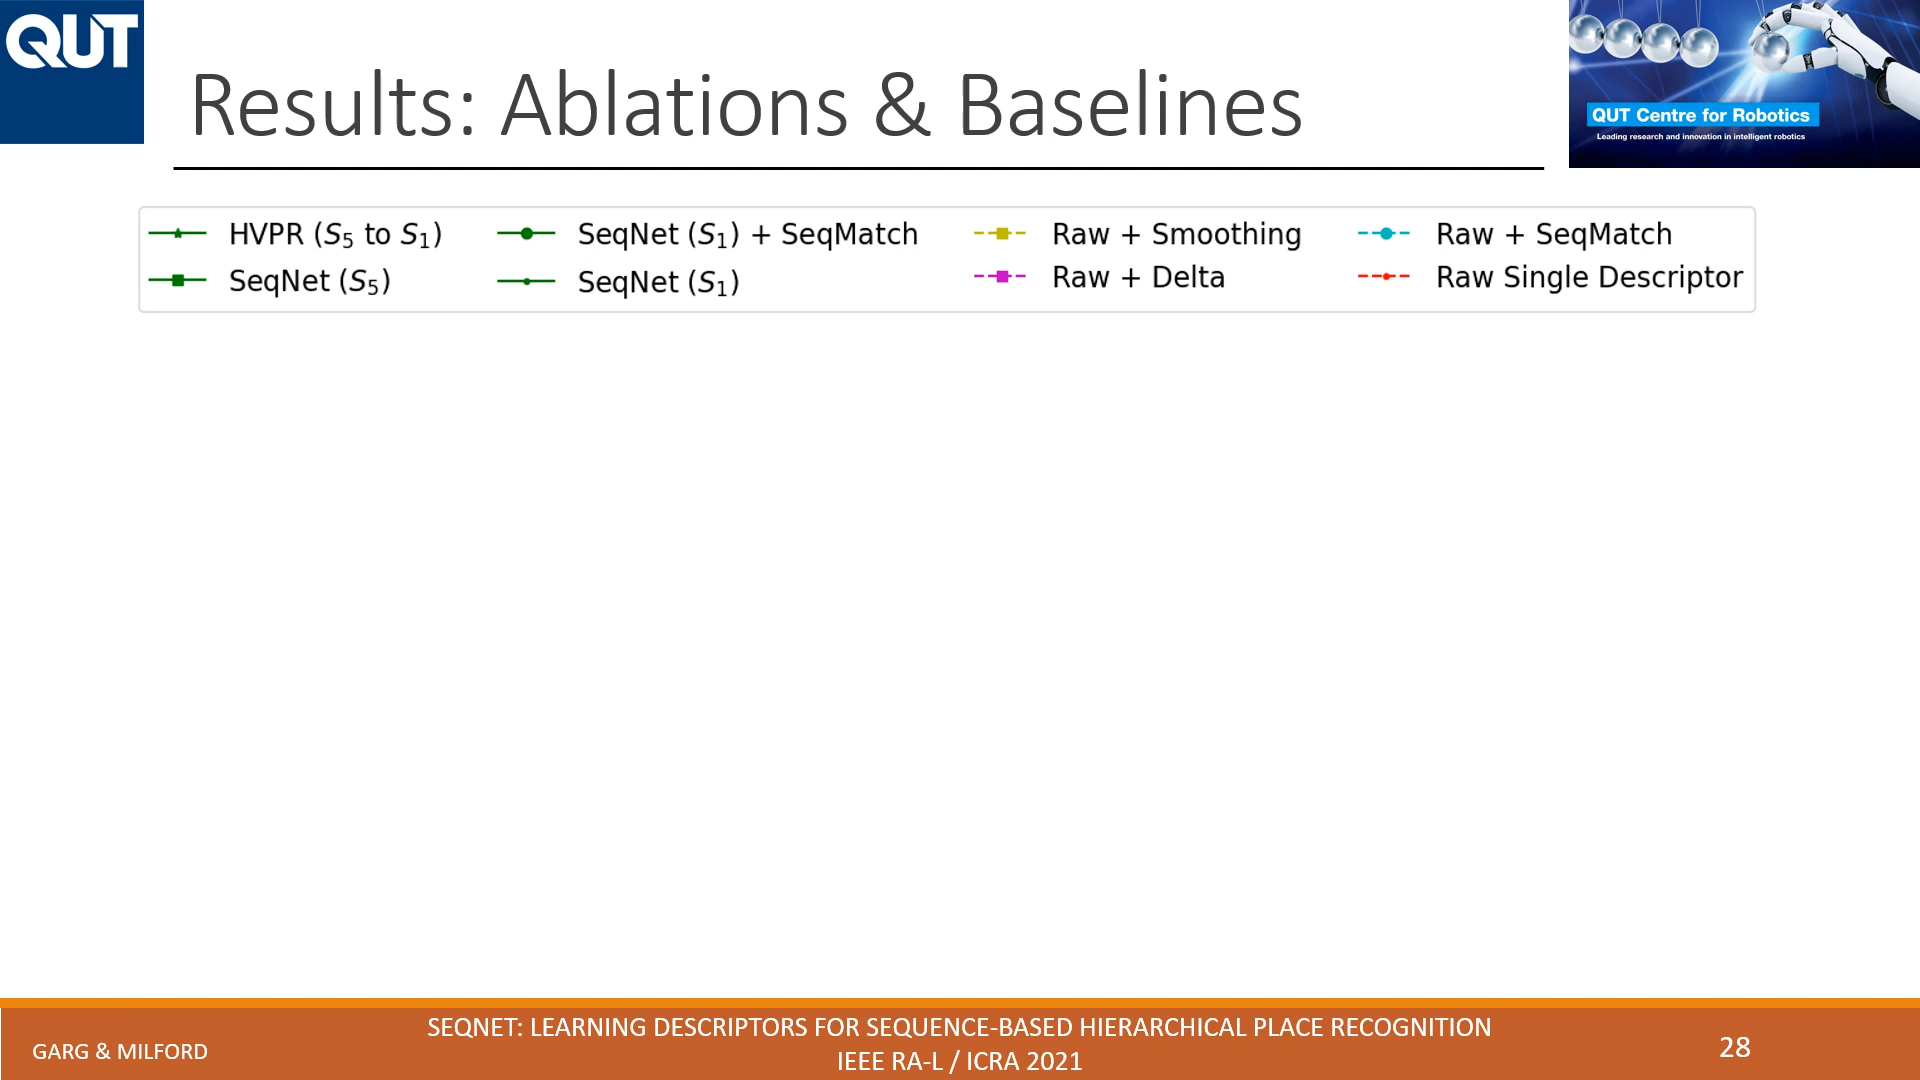 QUT
Results: Ablations & Baselines
QUT Centre for Robotics
Leading research and innovation in intelligent robotics
HVPR (S₅ to S₁)
SeqNet (S₅)
SeqNet (S₁) + SeqMatch
SeqNet (S₁)
Raw + Smoothing
Raw + Delta
Raw + SeqMatch
Raw Single Descriptor
GARG & MILFORD
SEQNET: LEARNING DESCRIPTORS FOR SEQUENCE-BASED HIERARCHICAL PLACE RECOGNITION
IEEE RA-L / ICRA 2021
28